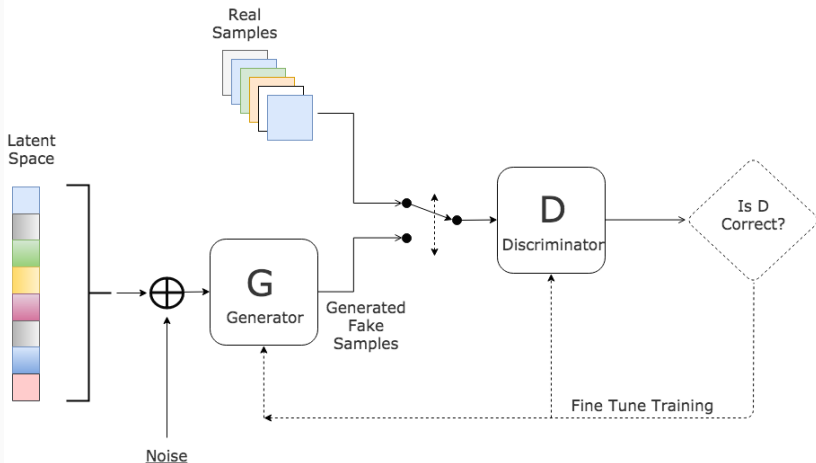 Real
Samples
Latent
Space
D
Discriminator
Is D
Correct?
G
Generator
Generated
Fake
Samples
Fine Tune Training
Noise